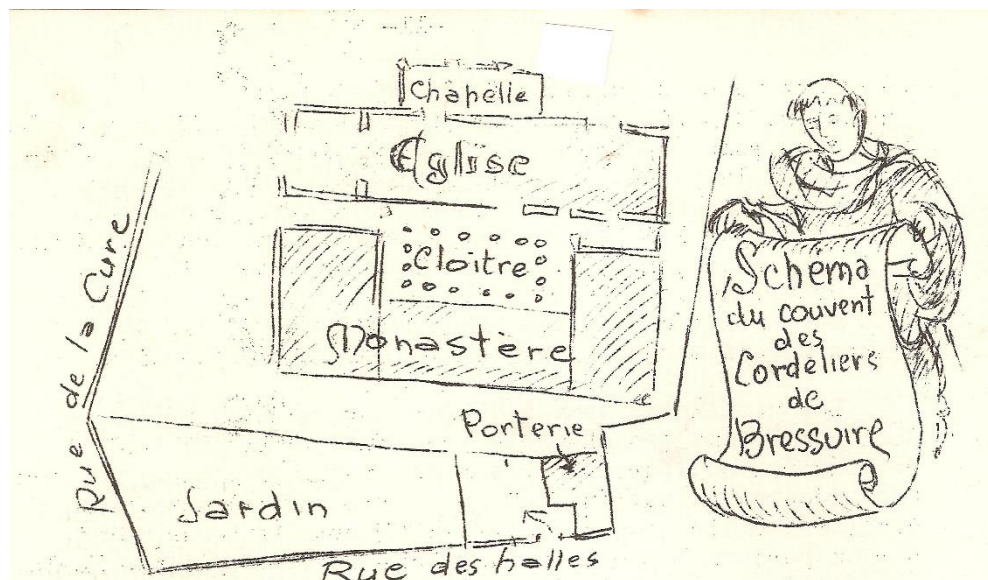 Chapelle
Eglise
Cloître
Monastère
Rue de la Cure
Porterie
Jardin
Rue des halles
Schéma
du couvent
des
Cordeliers
de
Bressuire